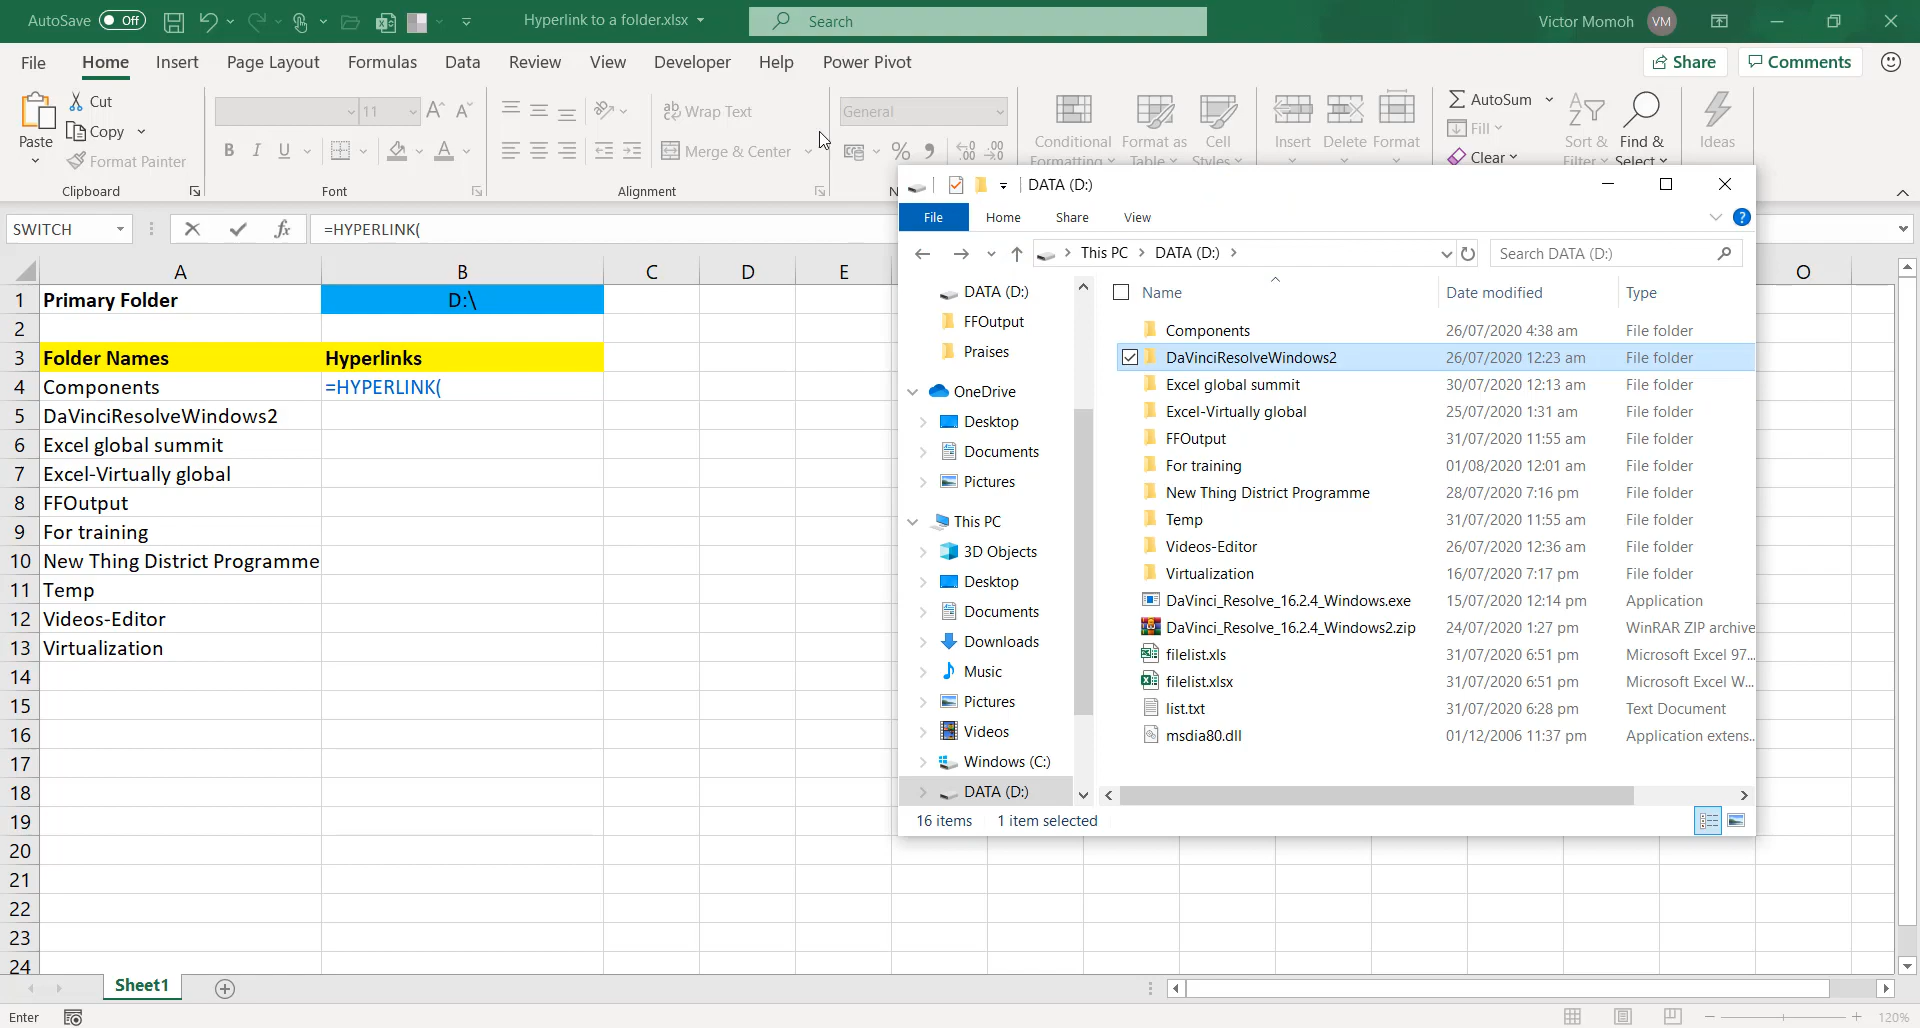 AutoSave Off Hyperlink to a folder.xlsx Search Victor Momoh VM
File Home Insert Page Layout Formulas Data Review View Developer Help Power Pivot Share Comments
Paste Cut Copy Format Painter Clipboard
11 B I U A Font
Wrap Text Merge & Center Alignment
General % N
Conditional Formatting Format as Table Cell Styles
Insert Delete Format
AutoSum Fill Clear Sort & Filter Find & Select Ideas
SWITCH fx =HYPERLINK(
A B C D E O
1 Primary Folder D:\
2
3 Folder Names Hyperlinks
4 Components =HYPERLINK(
5 DaVinciResolveWindows2
6 Excel global summit
7 Excel-Virtually global
8 FFOutput
9 For training
10 New Thing District Programme
11 Temp
12 Videos-Editor
13 Virtualization
14
15
16
17
18
19
20
21
22
23
24
Sheet1
Enter 120%
DATA (D:)
File Home Share View
This PC DATA (D:) Search DATA (D:)
DATA (D:)
FFOutput
Praises
OneDrive
Desktop
Documents
Pictures
This PC
3D Objects
Desktop
Documents
Downloads
Music
Pictures
Videos
Windows (C:)
DATA (D:)
Name Date modified Type
Components 26/07/2020 4:38 am File folder
DaVinciResolveWindows2 26/07/2020 12:23 am File folder
Excel global summit 30/07/2020 12:13 am File folder
Excel-Virtually global 25/07/2020 1:31 am File folder
FFOutput 31/07/2020 11:55 am File folder
For training 01/08/2020 12:01 am File folder
New Thing District Programme 28/07/2020 7:16 pm File folder
Temp 31/07/2020 11:55 am File folder
Videos-Editor 26/07/2020 12:36 am File folder
Virtualization 16/07/2020 7:17 pm File folder
DaVinci_Resolve_16.2.4_Windows.exe 15/07/2020 12:14 pm Application
DaVinci_Resolve_16.2.4_Windows2.zip 24/07/2020 1:27 pm WinRAR ZIP archive
filelist.xls 31/07/2020 6:51 pm Microsoft Excel 97...
filelist.xlsx 31/07/2020 6:51 pm Microsoft Excel W...
list.txt 31/07/2020 6:28 pm Text Document
msdia80.dll 01/12/2006 11:37 pm Application extens...
16 items 1 item selected